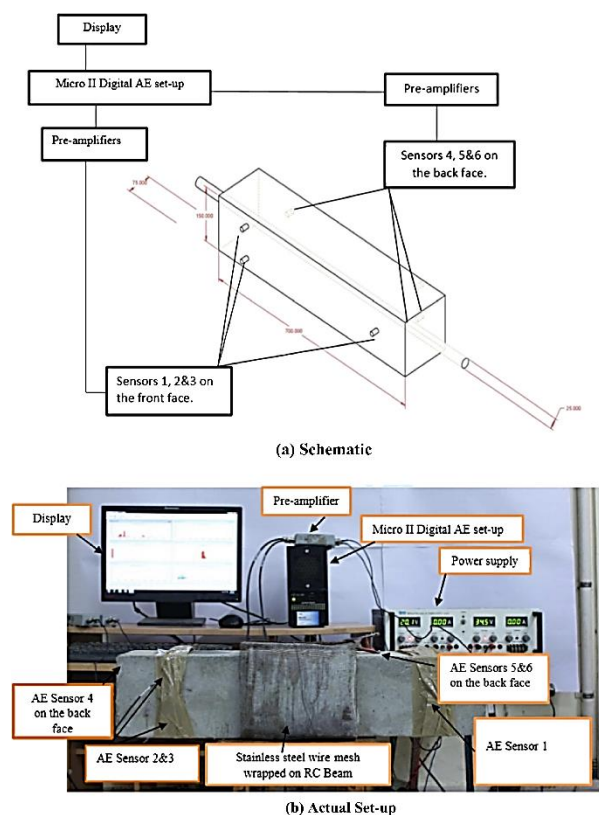 Display
Micro II Digital AE set-up
Pre-amplifiers
Pre-amplifiers
Sensors 4, 5&6 on
the back face.
75.000
150.000
700.000
25.000
Sensors 1, 2&3 on
the front face.
(a) Schematic
Pre-amplifier
Display
Micro II Digital AE set-up
Power supply
AE Sensor 4
on the back
face
AE Sensors 5&6
on the back face
AE Sensor 2&3
Stainless steel wire mesh
wrapped on RC Beam
AE Sensor 1
(b) Actual Set-up